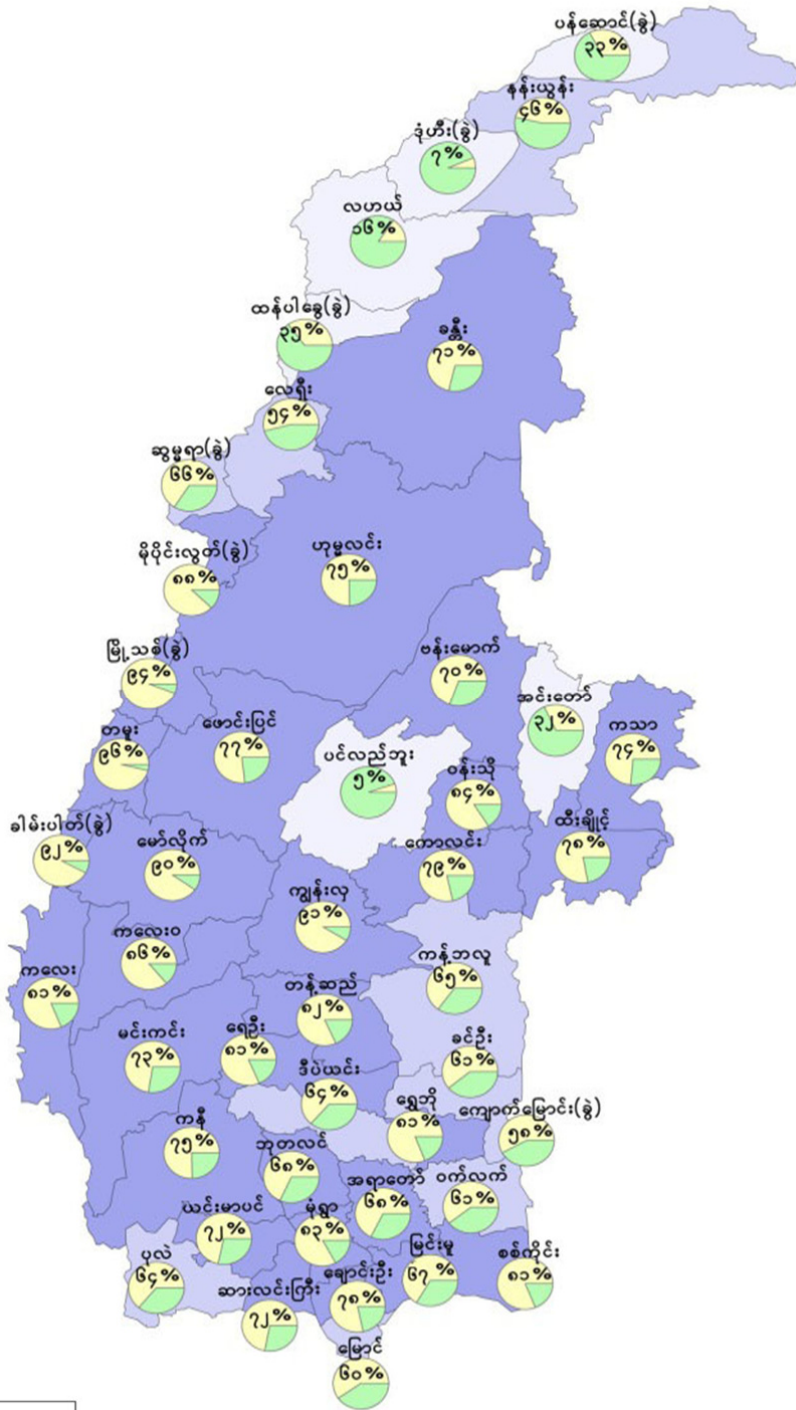 ပန်ဆောင်(ခွဲ)
၃၃%
နန်းယွန်း
၄၆%
ဒုံဟီး(ခွဲ)
၇%
လဟယ်
၁၆%
ထန်ပါခွေ(ခွဲ)
၃၅%
ခန္တီး
၇၁%
လေရှီး
၅၄%
ဆွမ္မရာ(ခွဲ)
၆၆%
ဟုမ္မလင်း
၇၅%
မိုပိုင်းလွတ်(ခွဲ)
၈၈%
မြို့သစ်(ခွဲ)
၉၄%
ဗန်းမောက်
၇၀%
အင်းတော်
၃၂%
ကသာ
၇၄%
တမူး
၉၆%
ဖောင်းပြင်
၇၇%
ပင်လည်ဘူး
၅%
ဝန်းသို
၈၄%
ခါမ်းပါတ်(ခွဲ)
၉၂%
မော်လိုက်
၉၀%
ကောလင်း
၇၉%
ထီးချိုင့်
၇၈%
ကျွန်းလှ
၉၁%
ကလေးဝ
၈၆%
ကလေး
၈၁%
ကန့်ဘလူ
၆၅%
တန့်ဆည်
၈၂%
မင်းကင်း
၇၃%
ရေဦး
၈၁%
ခင်ဦး
၆၁%
ဒီပဲယင်း
၆၄%
ရွှေဘို
၈၁%
ကျောက်မြောင်း(ခွဲ)
၅၈%
ကနီ
၇၅%
ဘုတလင်
၆၈%
အရာတော်
၆၈%
ဝက်လက်
၆၁%
ယင်းမာပင်
၇၂%
မုံရွာ
၈၃%
ပုလဲ
၆၄%
မြင်းမူ
၆၇%
စစ်ကိုင်း
၈၁%
ဆားလင်းကြီး
၇၂%
ချောင်းဦး
၇၈%
မြောင်
၆၀%